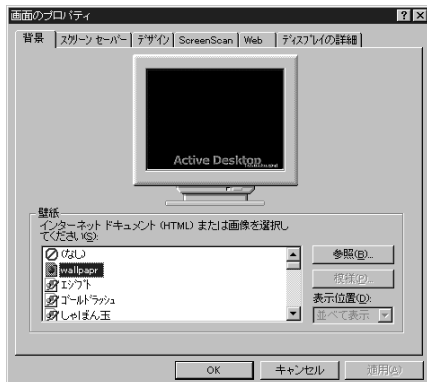 画面のプロパティ
背景 スクリーン セーバー デザイン ScreenScan Web ディスプレイの詳細
Active Desktop
壁紙
インターネット ドキュメント (HTML) または画像を選択し
てください(S):
(なし)
wallpapr
エジプト
ゴールドラッシュ
しゃぼん玉
参照(B)...
模様(P)...
表示位置(D):
並べて表示
OK キャンセル 適用(A)